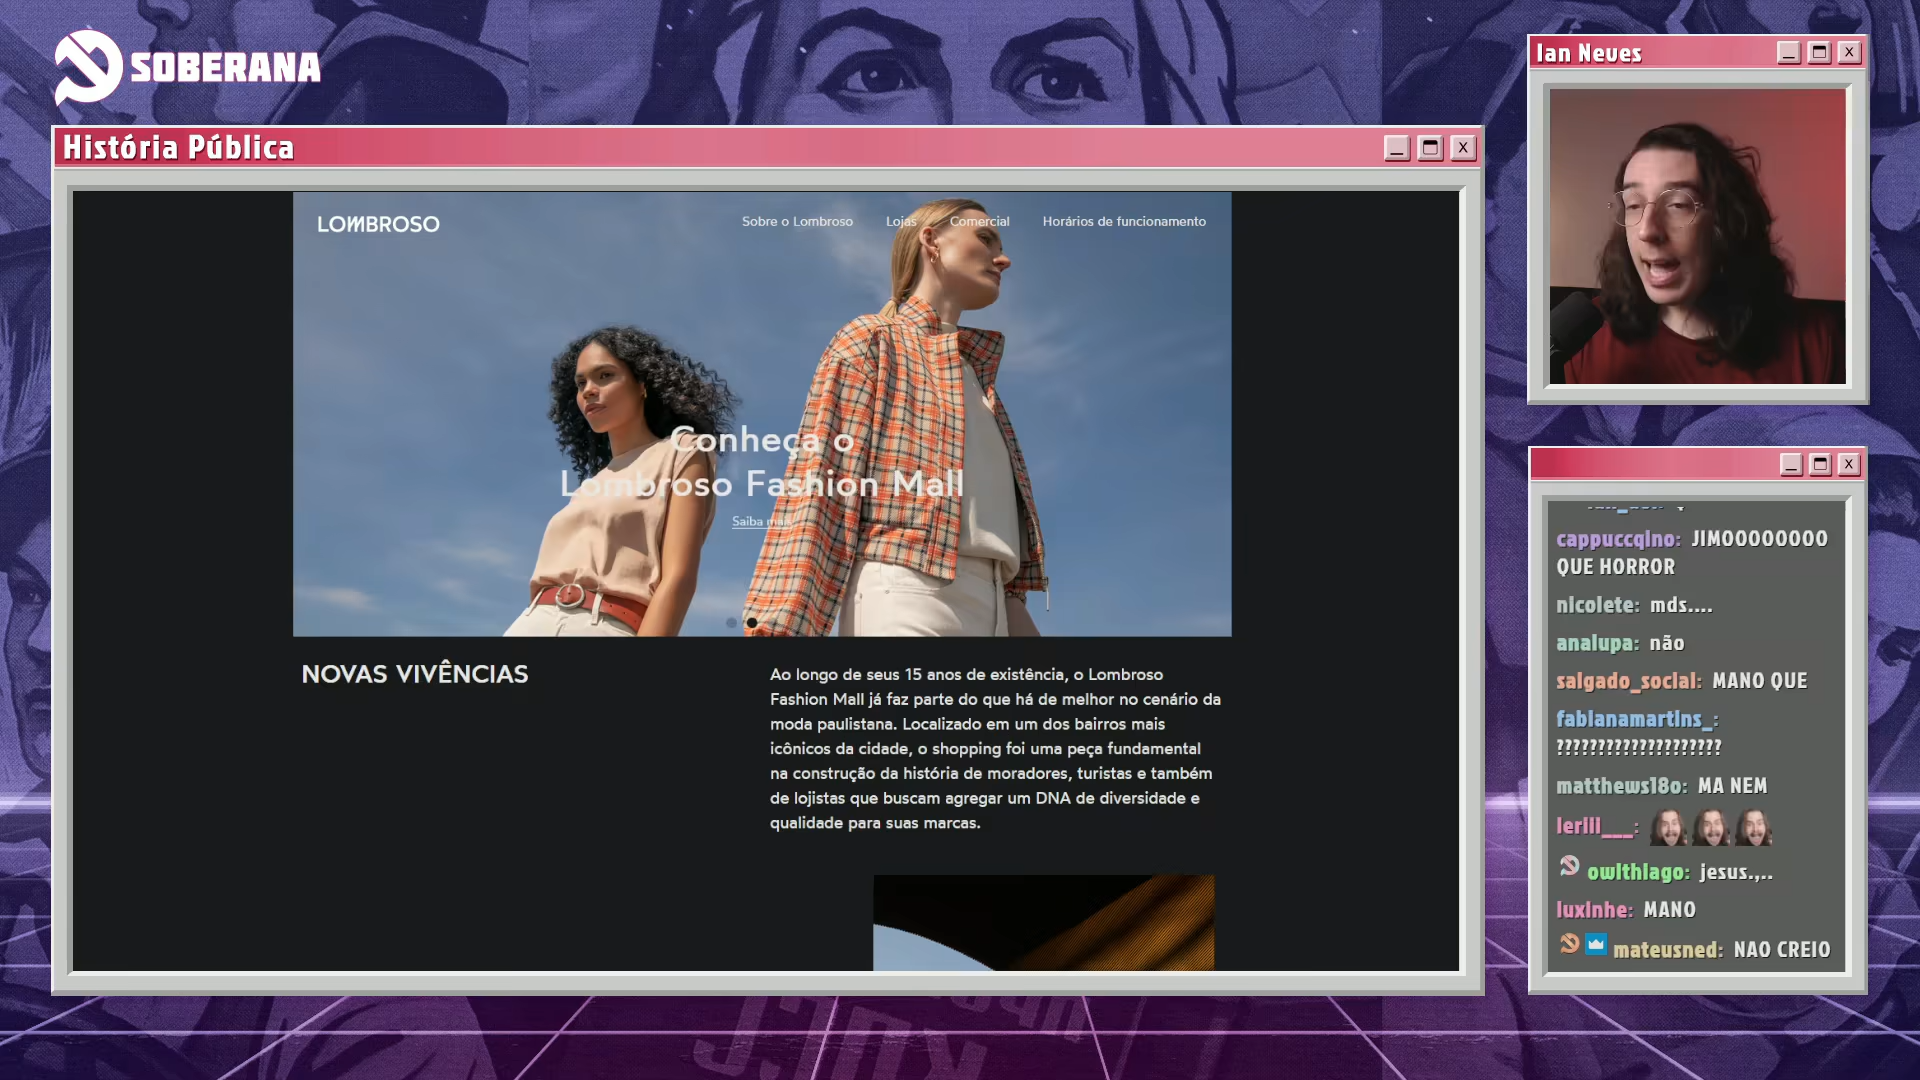 SOBERANA
História Pública
LOMBROSO
Sobre o Lombroso Lojas Comercial Horários de funcionamento
Conheça o
Lombroso Fashion Mall
Saiba mais
NOVAS VIVÊNCIAS
Ao longo de seus 15 anos de existência, o Lombroso
Fashion Mall já faz parte do que há de melhor no cenário da
moda paulistana. Localizado em um dos bairros mais
icônicos da cidade, o shopping foi uma peça fundamental
na construção da história de moradores, turistas e também
de lojistas que buscam agregar um DNA de diversidade e
qualidade para suas marcas.
Ian Neves
cappuccqino: JIMOOOOOOOO
QUE HORROR
nicolete: mds....
analupa: não
salgado_social: MANO QUE
fabianamartins_:
????????????????????
matthews18o: MA NEM
leriii___:
owlthiago: jesus.,..
luxinhe: MANO
mateusned: NAO CREIO